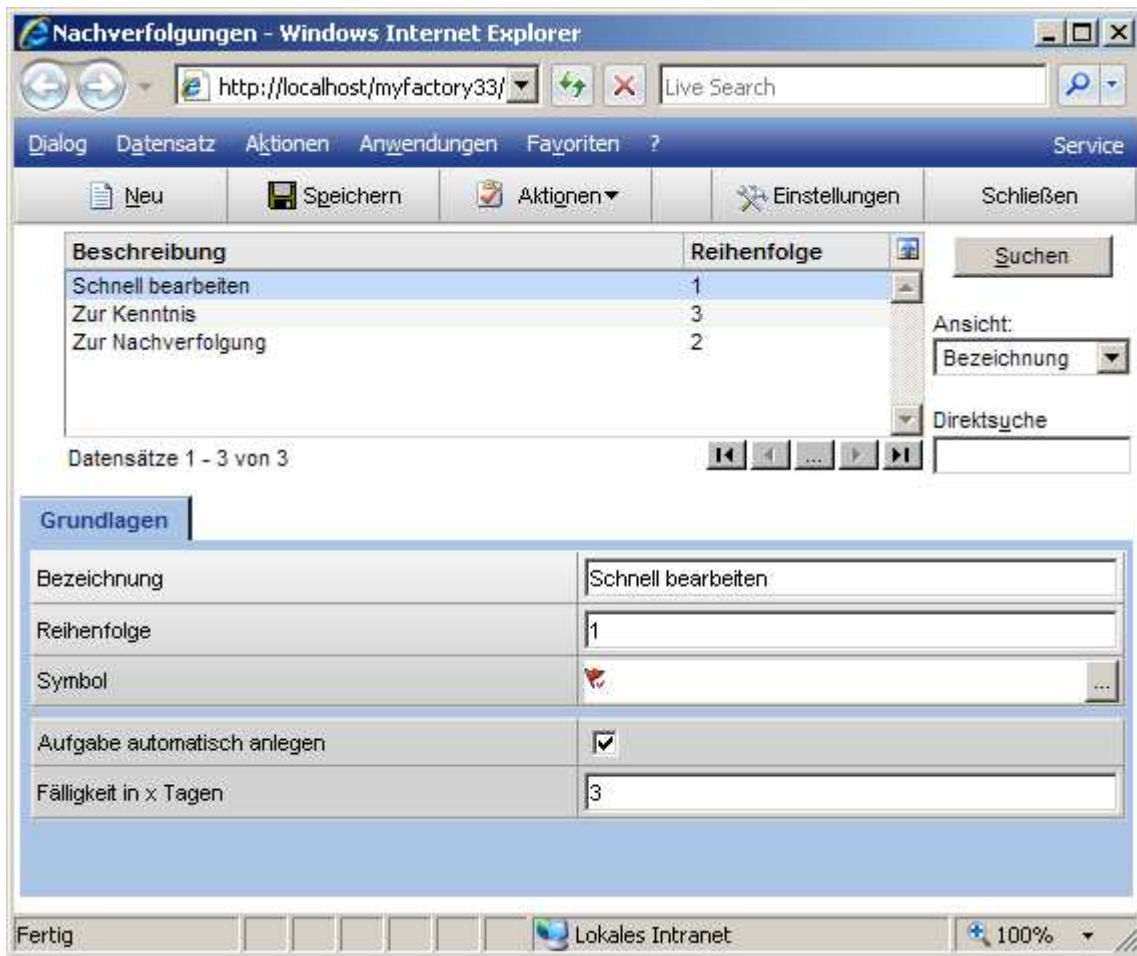 Nachverfolgungen - Windows Internet Explorer
http://localhost/myfactory33/ Live Search
Dialog Datensatz Aktionen Anwendungen Favoriten ? Service
Neu Speichern Aktionen Einstellungen Schließen
Beschreibung Reihenfolge Suchen
Schnell bearbeiten 1
Zur Kenntnis 3
Zur Nachverfolgung 2
Ansicht:
Bezeichnung
Direktsuche
Datensätze 1 - 3 von 3 ...
Grundlagen
Bezeichnung Schnell bearbeiten
Reihenfolge 1
Symbol ...
Aufgabe automatisch anlegen
Fälligkeit in x Tagen 3
Fertig Lokales Intranet 100%